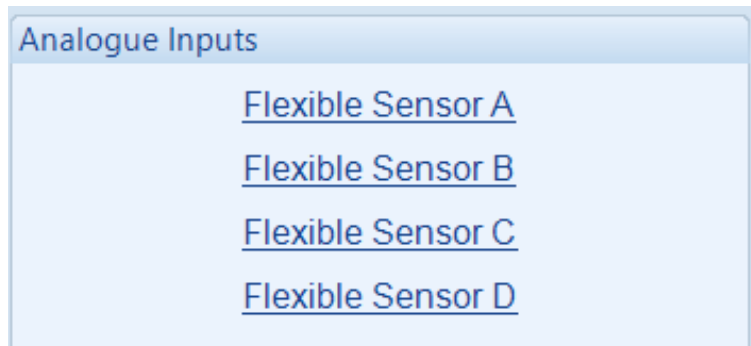 Analogue Inputs
Flexible Sensor A
Flexible Sensor B
Flexible Sensor C
Flexible Sensor D